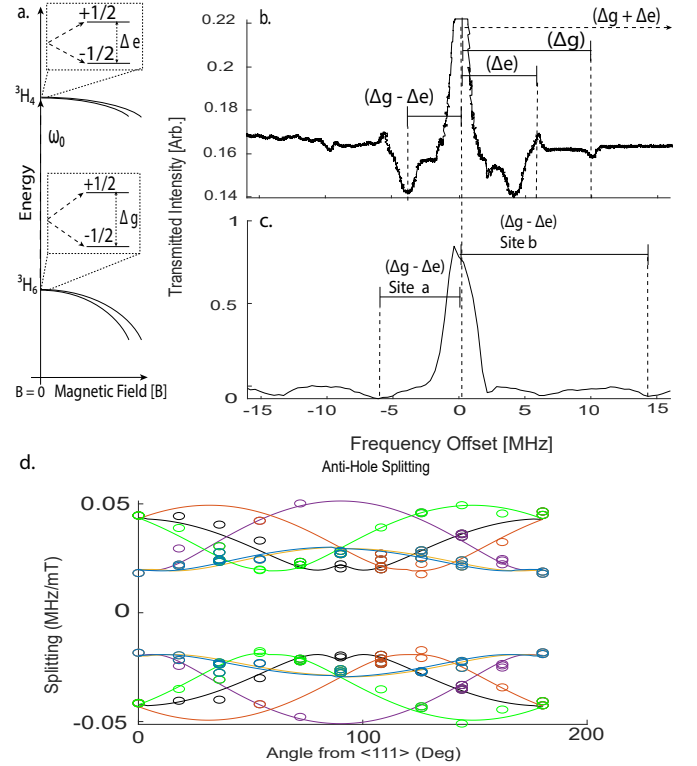 a.
+1/2
Δ e
-1/2
³H₄
ω₀
Energy
+1/2
Δ g
-1/2
³H₆
B = 0 Magnetic Field [B]
b.
(Δg + Δe)
(Δg)
(Δe)
(Δg - Δe)
0.22
0.2
0.18
0.16
0.14
Transmitted Intensity [Arb.]
c.
(Δg - Δe)
Site b
(Δg - Δe)
Site a
1
0.5
0
-15 -10 -5 0 5 10 15
Frequency Offset [MHz]
d.
Anti-Hole Splitting
Splitting (MHz/mT)
0.05
0
-0.05
0 100 200
Angle from <111> (Deg)